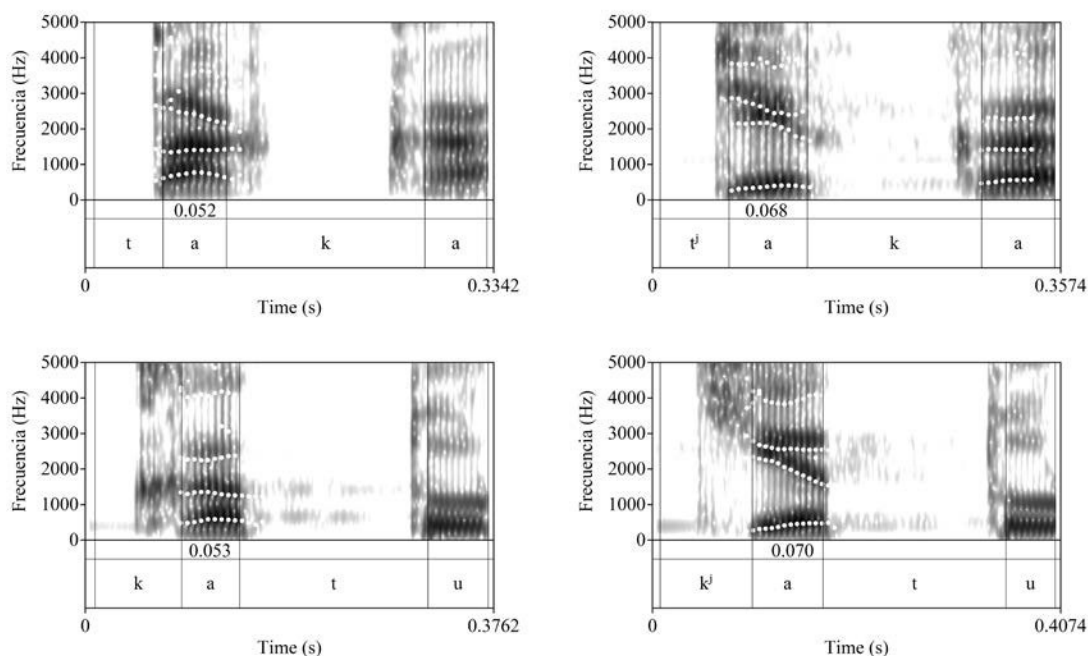 5000
4000
3000
2000
1000
0
Frecuencia (Hz)
0.052
t a k a
0 0.3342
Time (s)
5000
4000
3000
2000
1000
0
Frecuencia (Hz)
0.068
tʲ a k a
0 0.3574
Time (s)
5000
4000
3000
2000
1000
0
Frecuencia (Hz)
0.053
k a t u
0 0.3762
Time (s)
5000
4000
3000
2000
1000
0
Frecuencia (Hz)
0.070
kʲ a t u
0 0.4074
Time (s)